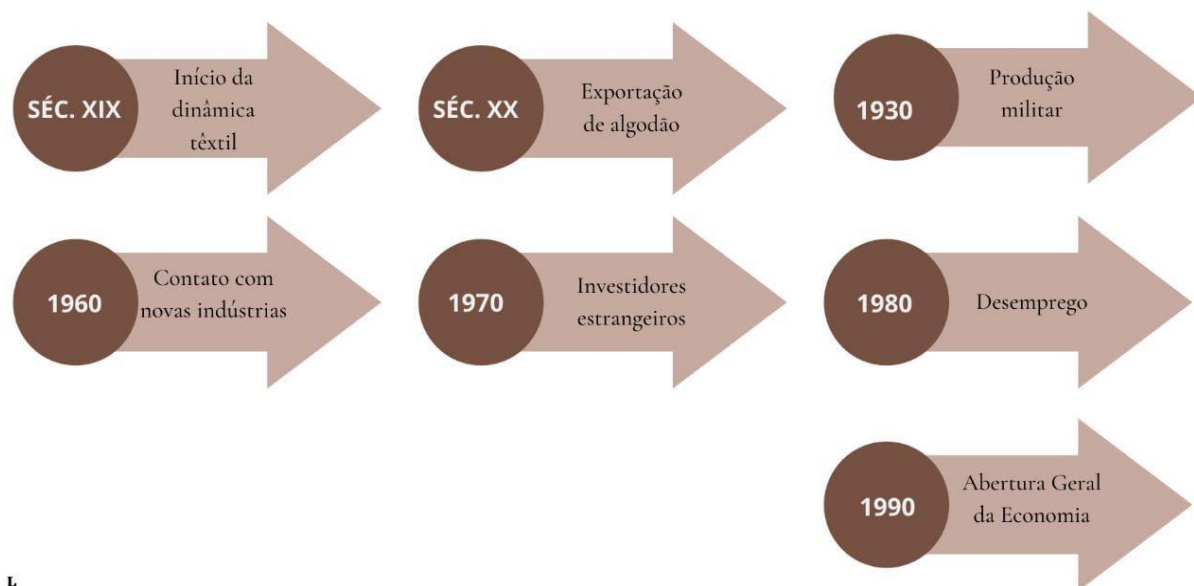 SÉC. XIX
Início da
dinâmica
têxtil
SÉC. XX
Exportação
de algodão
1930
Produção
militar
1960
Contato com
novas indústrias
1970
Investidores
estrangeiros
1980
Desemprego
1990
Abertura Geral
da Economia
L